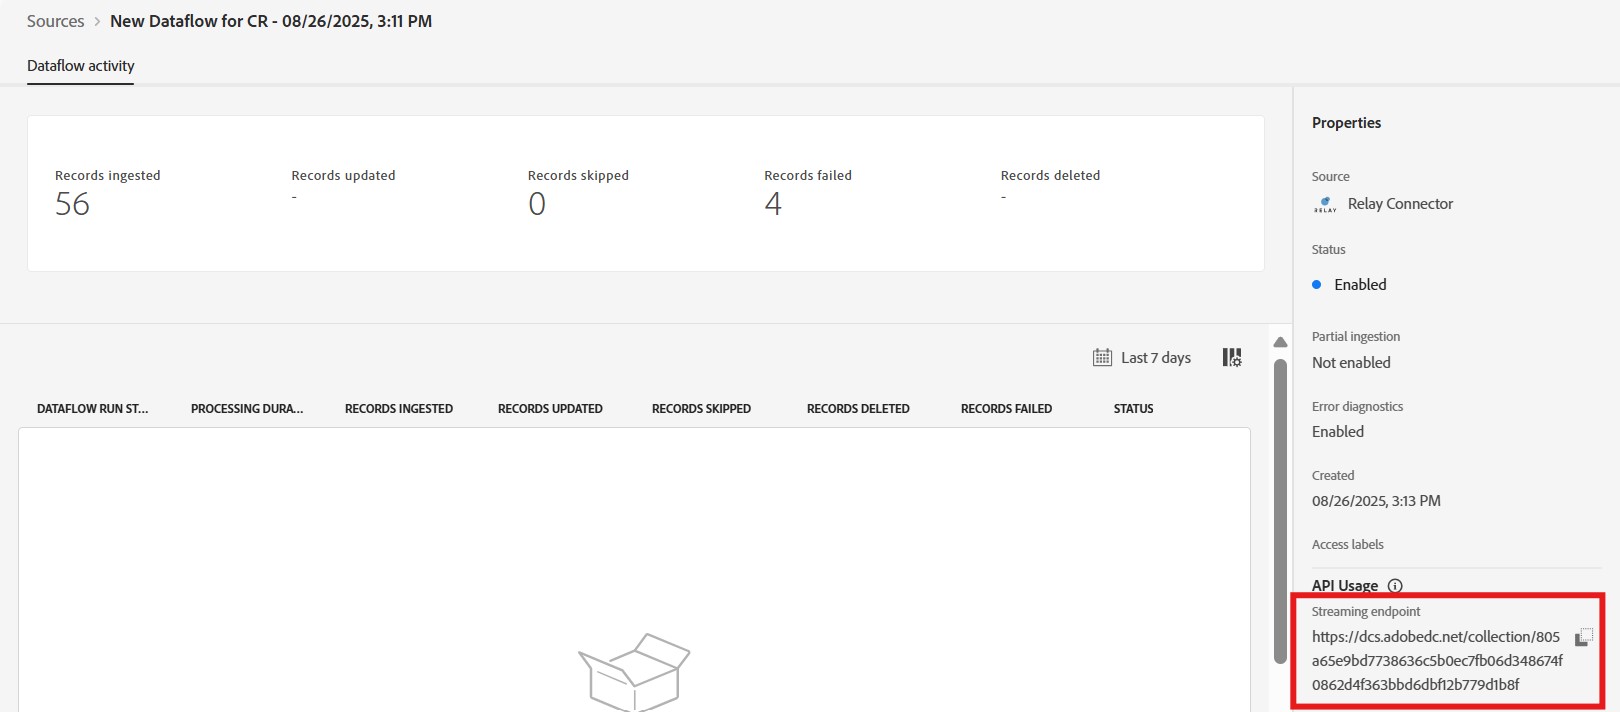 Sources > New Dataflow for CR - 08/26/2025, 3:11 PM
Dataflow activity
Records ingested
56
Records updated
-
Records skipped
0
Records failed
4
Records deleted
-
Last 7 days
DATAFLOW RUN ST... PROCESSING DURA... RECORDS INGESTED RECORDS UPDATED RECORDS SKIPPED RECORDS DELETED RECORDS FAILED STATUS
Properties
Source
RELAY Relay Connector
Status
Enabled
Partial ingestion
Not enabled
Error diagnostics
Enabled
Created
08/26/2025, 3:13 PM
Access labels
API Usage
Streaming endpoint
https://dcs.adobedc.net/collection/805
a65e9bd7738636c5b0ec7fb06d348674f
0862d4f363bbd6dbf12b779d1b8f